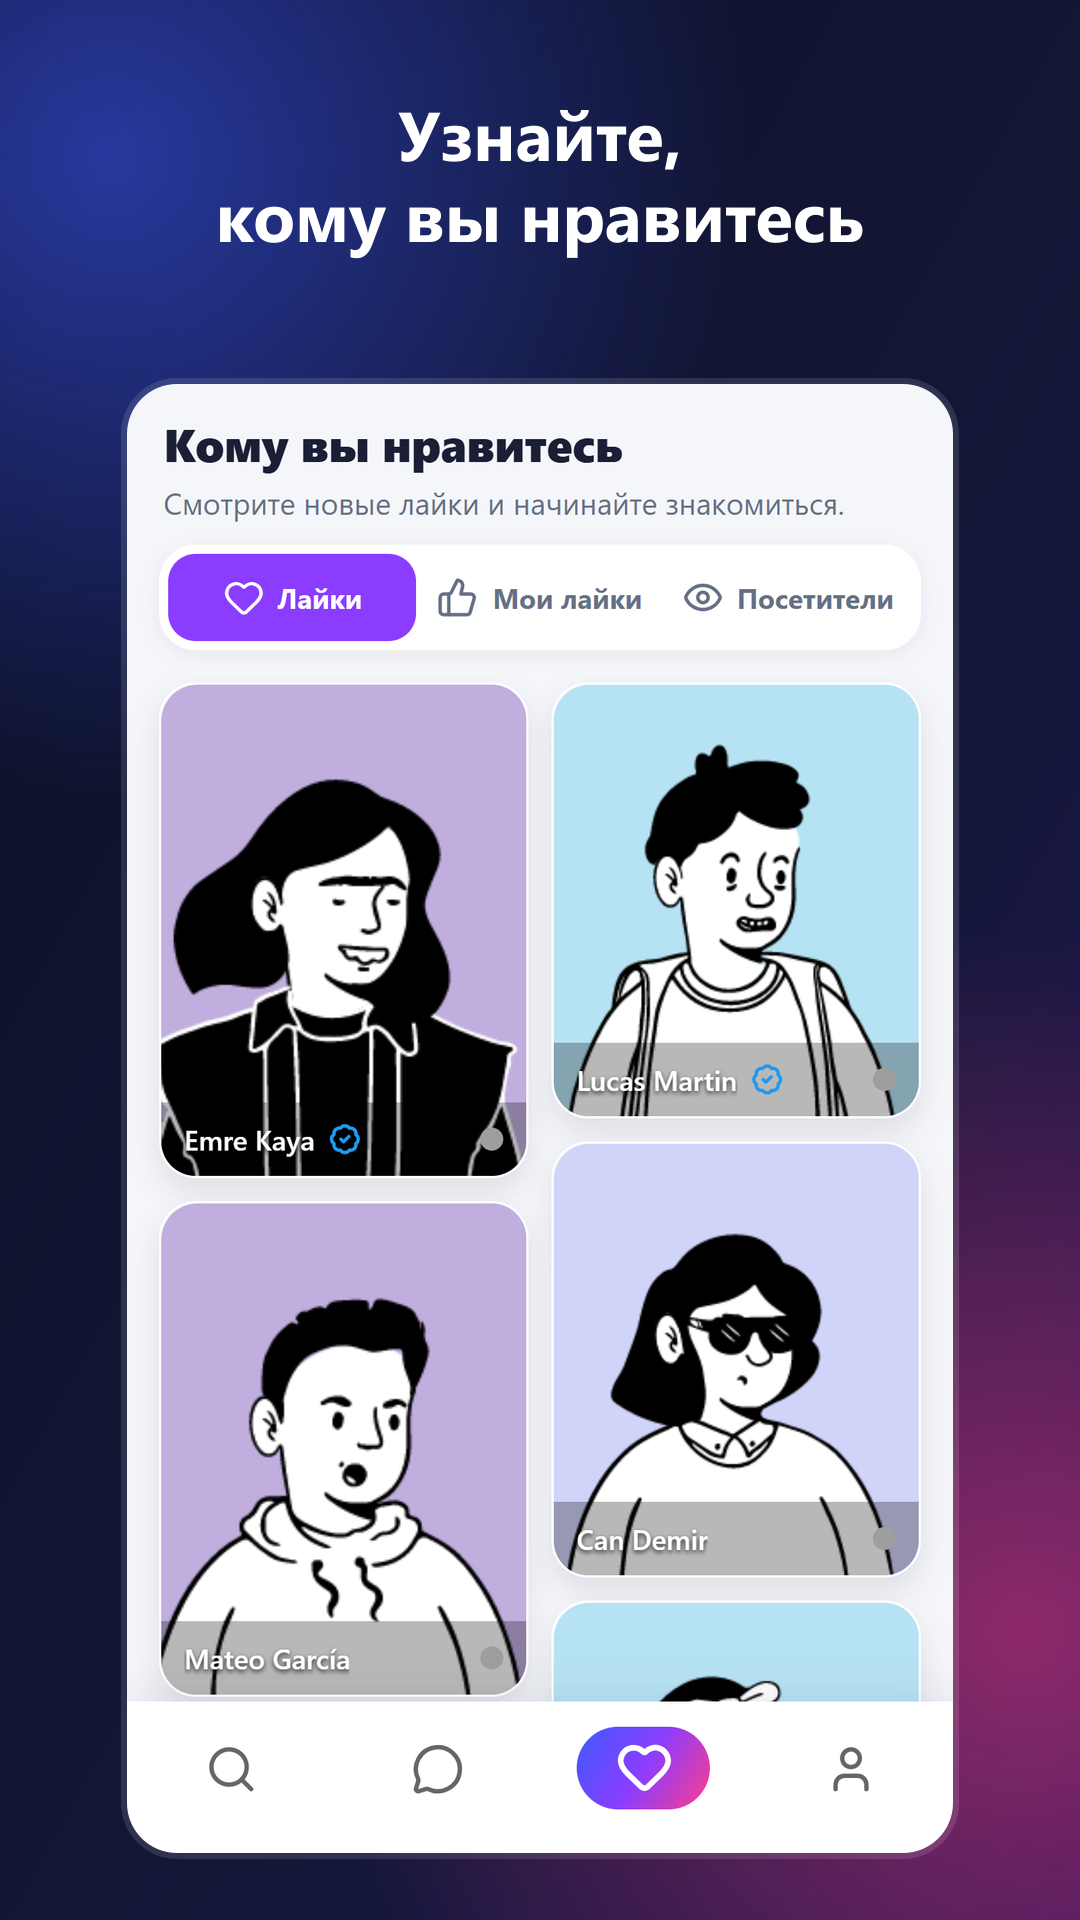 Узнайте,
кому вы нравитесь
Кому вы нравитесь
Смотрите новые лайки и начинайте знакомиться.
Лайки
Мои лайки
Посетители
Emre Kaya
Lucas Martin
Mateo García
Can Demir